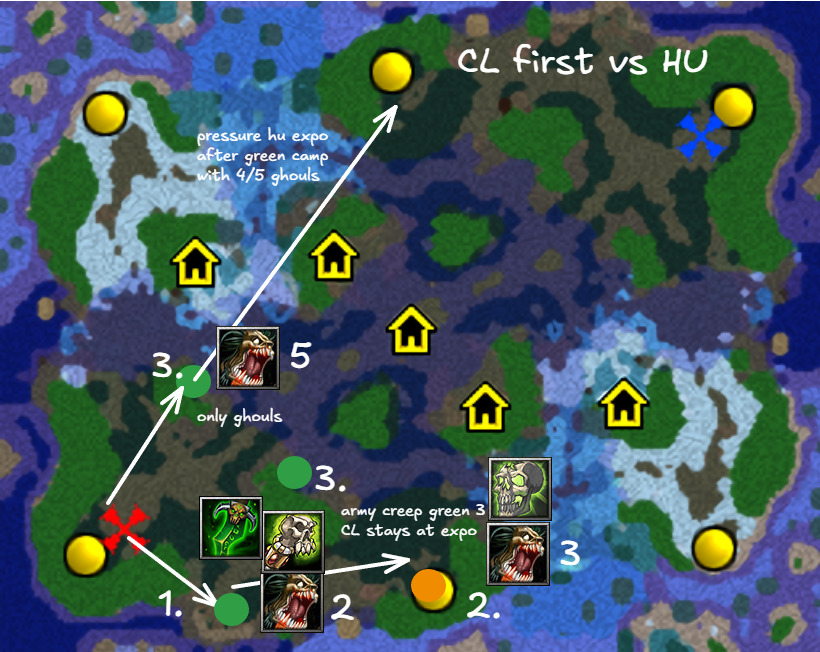 CL first vs HU
pressure hu expo
after green camp
with 4/5 ghouls
3.
5
only ghouls
3.
army creep green 3
CL stays at expo
3
1.
2
2.